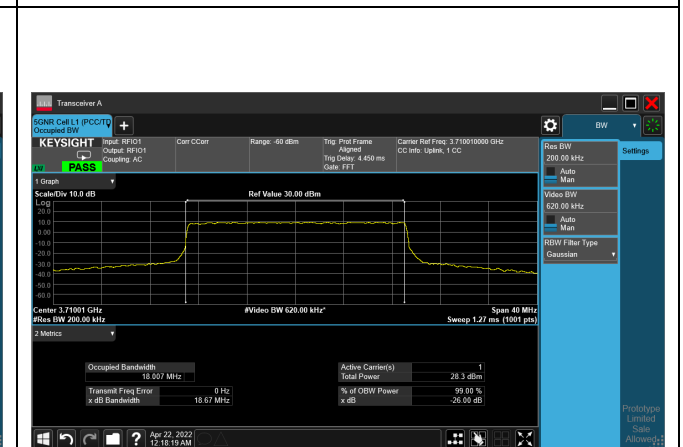 Transceiver A
5GNR Cell L1 (PCC/TD
Occupied BW
BW
KEYSIGHT
Input: RFIO1
Output: RFIO1
Coupling: AC
Corr CCorr
Range: -60 dBm
Trig: Prot Frame
Aligned
Trig Delay: 4.450 ms
Gate: FFT
Carrier Ref Freq: 3.710010000 GHz
CC Info: Uplink, 1 CC
PASS
Res BW
200.00 kHz
Auto
Man
Settings
Video BW
620.00 kHz
Auto
Man
RBW Filter Type
Gaussian
1 Graph
Scale/Div 10.0 dB
Ref Value 30.00 dBm
Log
20.0
10.0
0.00
-10.0
-20.0
-30.0
-40.0
-50.0
-60.0
Center 3.71001 GHz
#Video BW 620.00 kHz*
Span 40 MHz
#Res BW 200.00 kHz
Sweep 1.27 ms (1001 pts)
2 Metrics
Occupied Bandwidth
18.007 MHz
Active Carrier(s) 1
Total Power 28.3 dBm
Transmit Freq Error 0 Hz
x dB Bandwidth 18.67 MHz
% of OBW Power 99.00 %
x dB -26.00 dB
Prototype
Limited
Sale
Allowed
Apr 22, 2022
12:18:19 AM